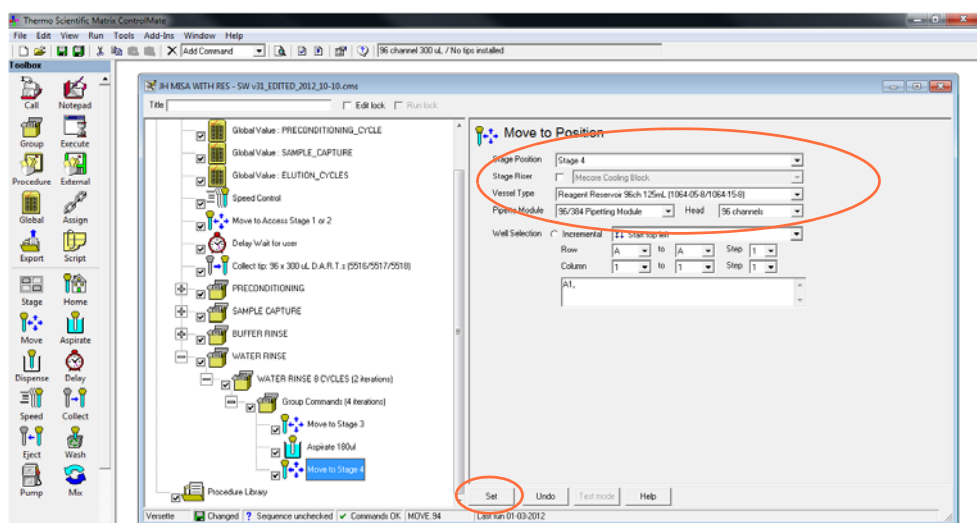 Thermo Scientific Matrix ControlMate
File Edit View Run Tools Add-Ins Window Help
Add Command
96 channel 300 uL / No tips installed
Toolbox
Call Notepad
Group Execute
Procedure External
Global Assign
Export Script
Stage Home
Move Aspirate
Dispense Delay
Speed Collect
Eject Wash
Pump Mix
JH MISA WITH RES - SW v31_EDITED_2012_10-10.cms
Title Edit lock Run lock
Global Value : PRECONDITIONING_CYCLE
Global Value : SAMPLE_CAPTURE
Global Value : ELUTION_CYCLES
Speed Control
Move to Access Stage 1 or 2
Delay Wait for user
Collect tip: 96 x 300 uL D.A.R.T.s (5516/5517/5518)
PRECONDITIONING
SAMPLE CAPTURE
BUFFER RINSE
WATER RINSE
WATER RINSE 8 CYCLES (2 iterations)
Group Commands (4 iterations)
Move to Stage 3
Aspirate 180ul
Move to Stage 4
Procedure Library
Move to Position
Stage Position Stage 4
Stage Riser Mecore Cooling Block
Vessel Type Reagent Reservoir 96ch 125mL (1064-05-8/1064-15-8)
Pipette Module 96/384 Pipetting Module Head 96 channels
Well Selection Incremental Start top left
Row A to A Step 1
Column 1 to 1 Step 1
A1,
Set Undo Test mode Help
Versette Changed Sequence unchecked Commands OK MOVE.94 Last run 01-03-2012